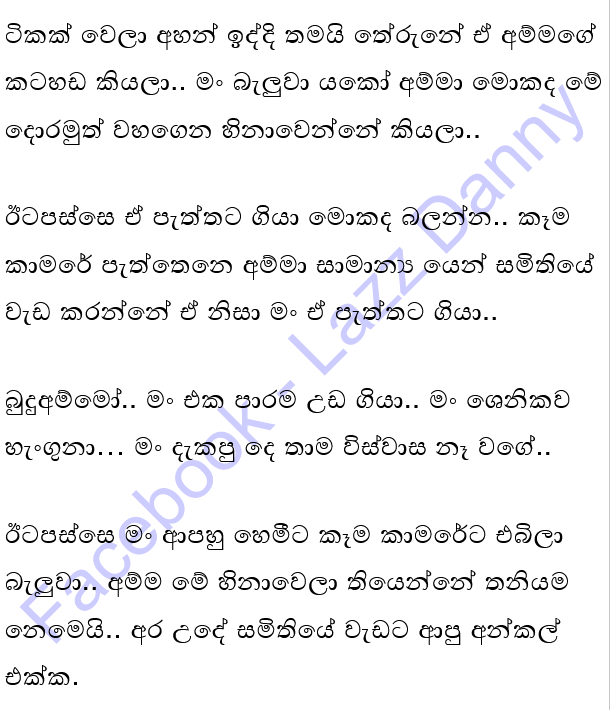 ටිකක් වෙලා අහන් ඉද්දි තමයි තේරුනේ ඒ අම්මගේ
කටහඩ කියලා.. මං බැලුවා යකෝ අම්මා මොකද මේ
දොරමුත් වහගෙන හිනාවෙන්නේ කියලා..
ඊටපස්සෙ ඒ පැත්තට ගියා මොකද බලන්න.. කෑම
කාමරේ පැත්තෙනෙ අම්මා සාමාන්‍ය යෙන් සමිතියේ
වැඩ කරන්නේ ඒ නිසා මං ඒ පැත්තට ගියා..
බුදුඅම්මෝ.. මං එක පාරම උඩ ගියා.. මං ශෙනිකව
හැංගුනා... මං දැකපු දෙ තාම විස්වාස නෑ වගේ..
ඊටපස්සෙ මං ආපහු හෙමීට කෑම කාමරේට එබිලා
බැලුවා.. අම්ම මේ හිනාවෙලා තියෙන්නේ තනියම
නෙමෙයි.. අර උදේ සමිතියේ වැඩට ආපු අන්කල්
එක්ක.
Facebook - Lazz Danny